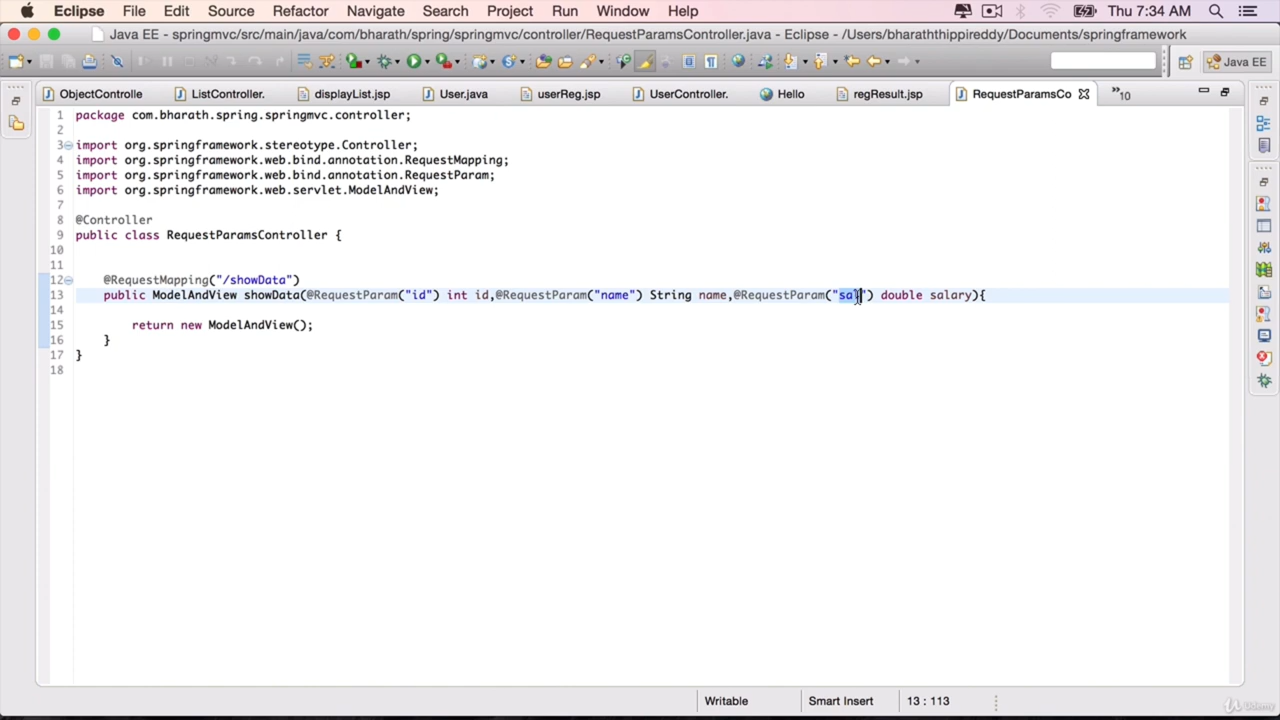 Eclipse File Edit Source Refactor Navigate Search Project Run Window Help Thu 7:34 AM
Java EE - springmvc/src/main/java/com/bharath/spring/springmvc/controller/RequestParamsController.java - Eclipse - /Users/bharaththippireddy/Documents/springframework
Java EE
ObjectControlle ListController. displayList.jsp User.java userReg.jsp UserController. Hello regResult.jsp RequestParamsCo »10
1 package com.bharath.spring.springmvc.controller;
2
3 import org.springframework.stereotype.Controller;
4 import org.springframework.web.bind.annotation.RequestMapping;
5 import org.springframework.web.bind.annotation.RequestParam;
6 import org.springframework.web.servlet.ModelAndView;
7
8 @Controller
9 public class RequestParamsController {
10
11
12 @RequestMapping("/showData")
13 public ModelAndView showData(@RequestParam("id") int id,@RequestParam("name") String name,@RequestParam("sal") double salary){
14
15 return new ModelAndView();
16 }
17 }
18
Writable Smart Insert 13 : 113
Udemy